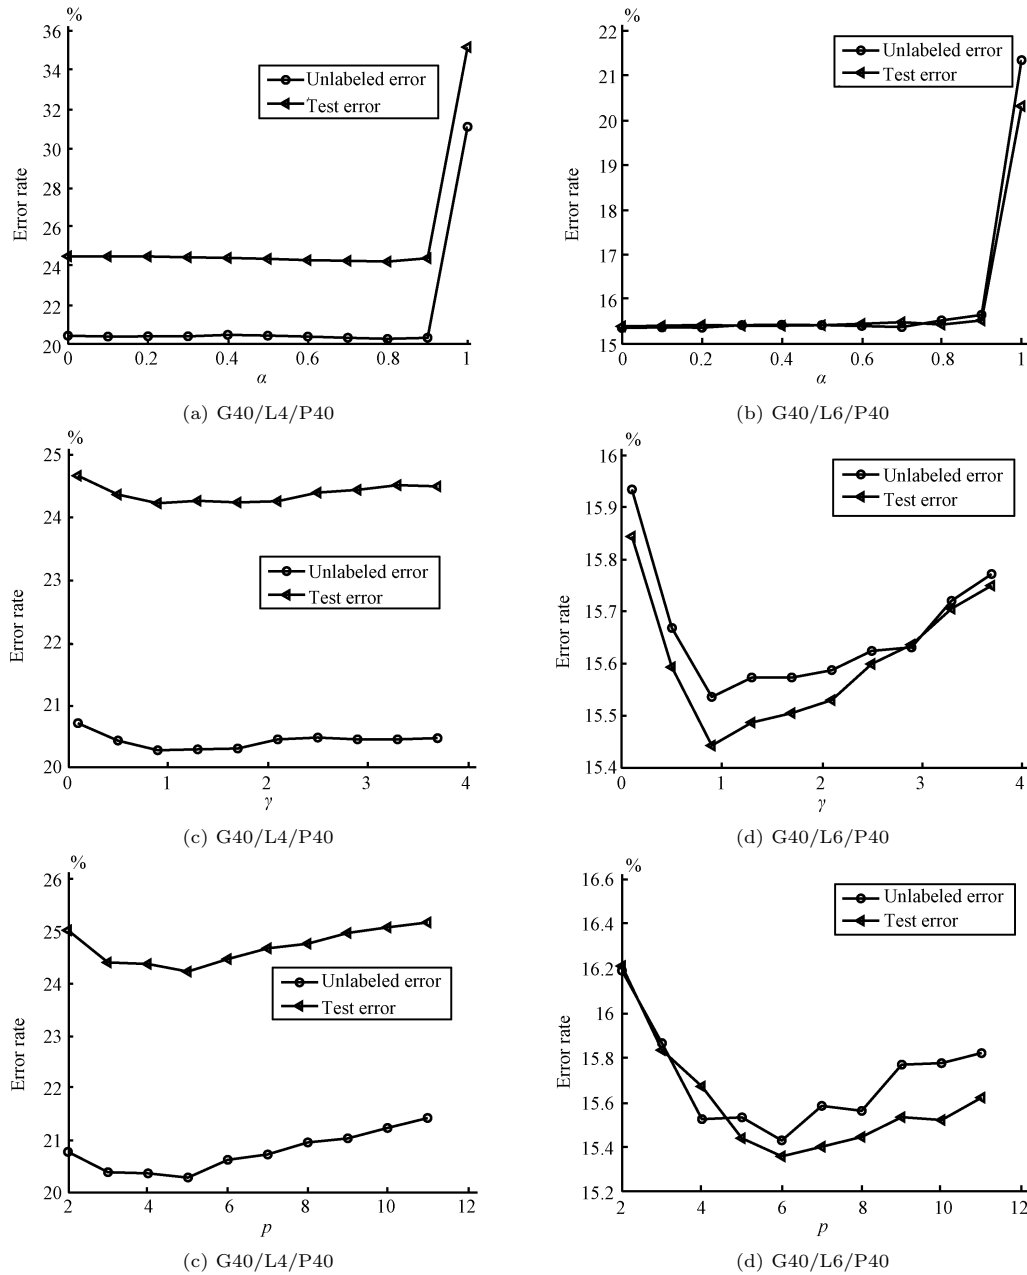 %
36
34
32
30
28
26
24
22
20
Error rate
Unlabeled error
Test error
0 0.2 0.4 0.6 0.8 1
α
(a) G40/L4/P40
%
22
21
20
19
18
17
16
15
Error rate
Unlabeled error
Test error
0 0.2 0.4 0.6 0.8 1
α
(b) G40/L6/P40
%
25
24
23
22
21
20
Error rate
Unlabeled error
Test error
0 1 2 3 4
γ
(c) G40/L4/P40
%
16
15.9
15.8
15.7
15.6
15.5
15.4
Error rate
Unlabeled error
Test error
0 1 2 3 4
γ
(d) G40/L6/P40
%
26
25
24
23
22
21
20
Error rate
Unlabeled error
Test error
2 4 6 8 10 12
p
(c) G40/L4/P40
%
16.6
16.4
16.2
16
15.8
15.6
15.4
15.2
Error rate
Unlabeled error
Test error
2 4 6 8 10 12
p
(d) G40/L6/P40